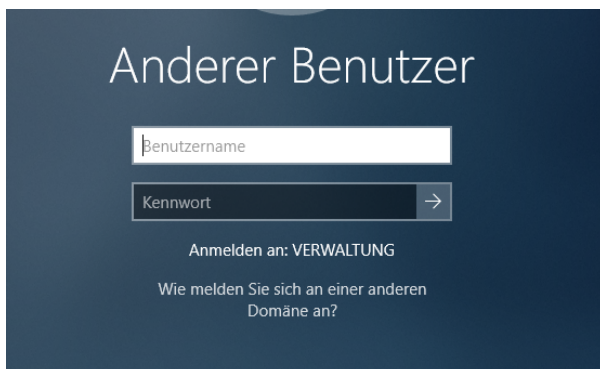 Anderer Benutzer
Benutzername
Kennwort
Anmelden an: VERWALTUNG
Wie melden Sie sich an einer anderen
Domäne an?